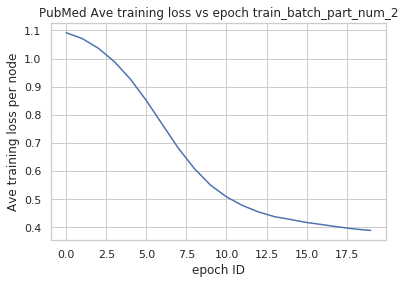 PubMed Ave training loss vs epoch train_batch_part_num_2
Ave training loss per node
1.1
1.0
0.9
0.8
0.7
0.6
0.5
0.4
0.0 2.5 5.0 7.5 10.0 12.5 15.0 17.5
epoch ID